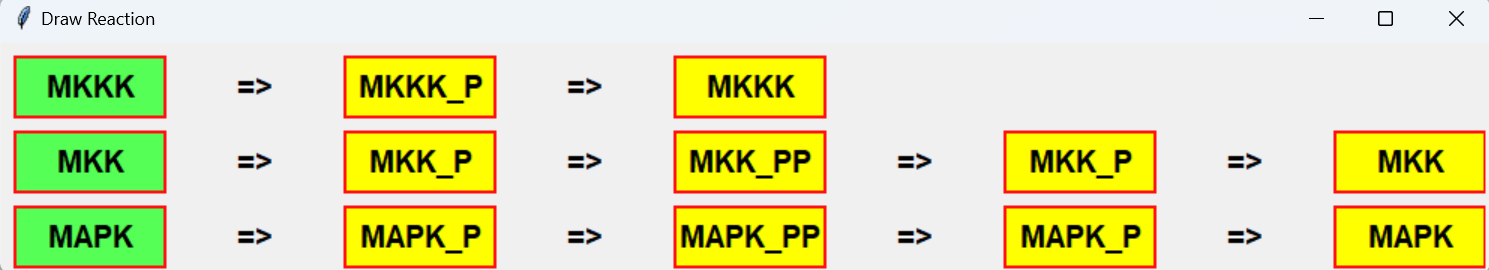 Draw Reaction
MKKK => MKKK_P => MKKK
MKK => MKK_P => MKK_PP => MKK_P => MKK
MAPK => MAPK_P => MAPK_PP => MAPK_P => MAPK